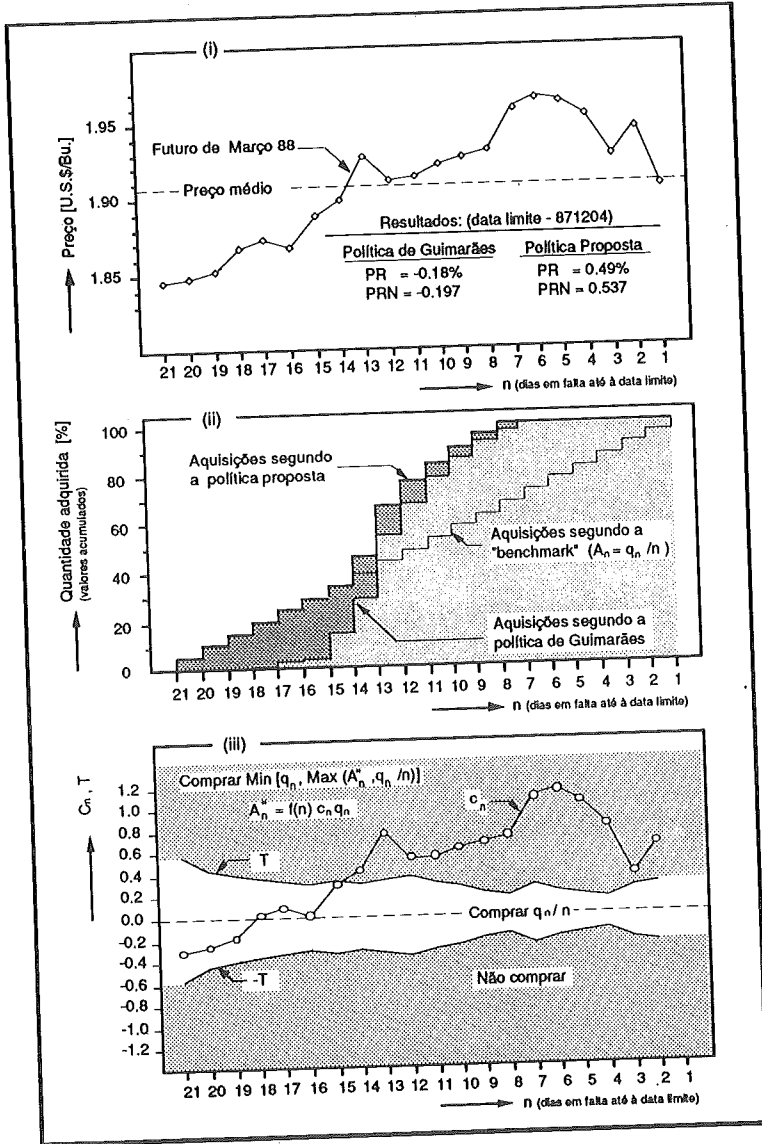 (i)
Preço [U.S.$/Bu.]
1.95
1.90
1.85
Futuro de Março 88
Preço médio
Resultados: (data limite - 871204)
Política de Guimarães
PR = -0.18%
PRN = -0.197
Política Proposta
PR = 0.49%
PRN = 0.537
21 20 19 18 17 16 15 14 13 12 11 10 9 8 7 6 5 4 3 2 1
n (dias em falta até à data limite)
(ii)
Quantidade adquirida [%]
(valores acumulados)
100
80
60
40
20
0
Aquisições segundo
a política proposta
Aquisições segundo a
"benchmark" (An = qn /n )
Aquisições segundo a
política de Guimarães
21 20 19 18 17 16 15 14 13 12 11 10 9 8 7 6 5 4 3 2 1
n (dias em falta até à data limite)
(iii)
Cn, T
1.2
1.0
0.8
0.6
0.4
0.2
0.0
-0.2
-0.4
-0.6
-0.8
-1.0
-1.2
Comprar Min [qn, Max (A"n, qn /n)]
A"n = f(n) cn qn
cn
T
Comprar qn / n
-T
Não comprar
21 20 19 18 17 16 15 14 13 12 11 10 9 8 7 6 5 4 3 2 1
n (dias em falta até à data limite)